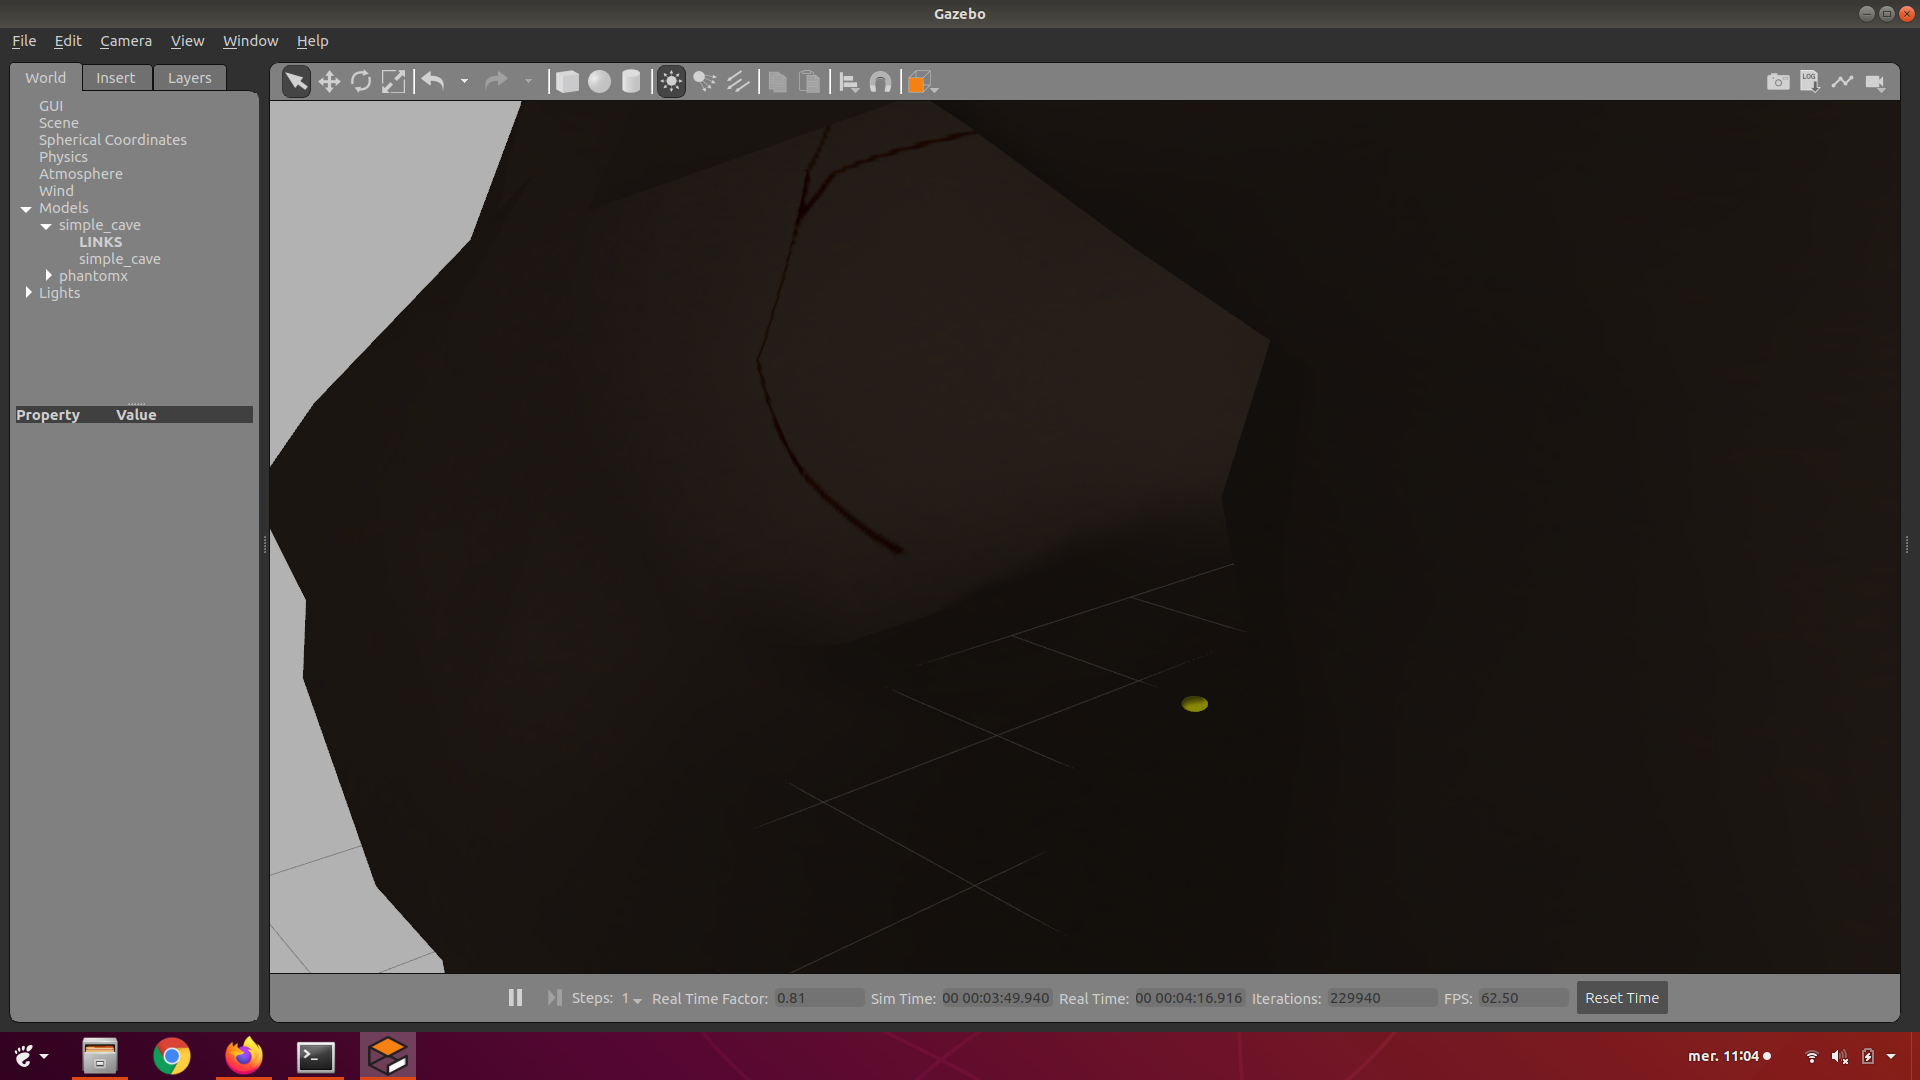 Gazebo
File Edit Camera View Window Help
World Insert Layers
GUI
Scene
Spherical Coordinates
Physics
Atmosphere
Wind
Models
simple_cave
LINKS
simple_cave
phantomx
Lights
Property Value
LOG
Steps: 1 Real Time Factor: 0.81 Sim Time: 00 00:03:49.940 Real Time: 00 00:04:16.916 Iterations: 229940 FPS: 62.50 Reset Time
mer. 11:04